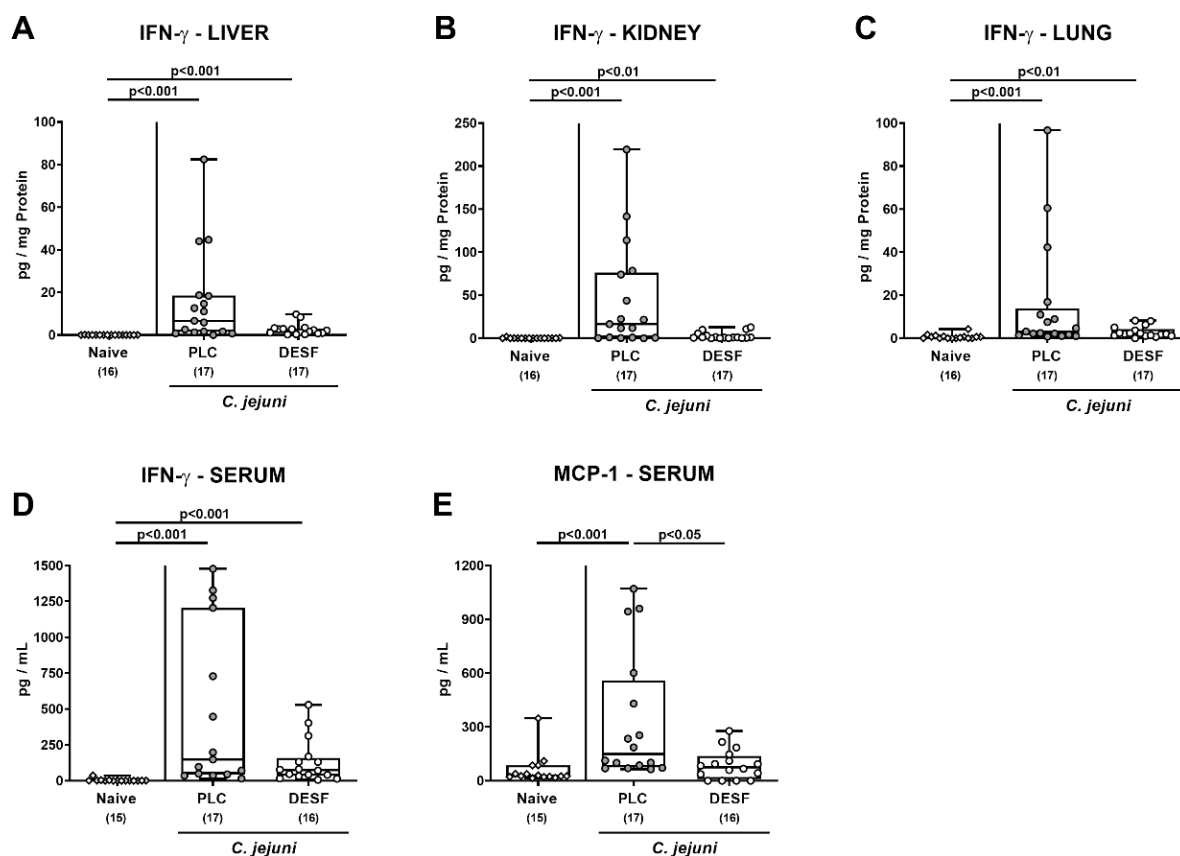 A
IFN-γ - LIVER
p<0.001
p<0.001
pg / mg Protein
100
80
60
40
20
0
Naive PLC DESF
(16) (17) (17)
C. jejuni
B
IFN-γ - KIDNEY
p<0.01
p<0.001
pg / mg Protein
250
200
150
100
50
0
Naive PLC DESF
(16) (17) (17)
C. jejuni
C
IFN-γ - LUNG
p<0.01
p<0.001
pg / mg Protein
100
80
60
40
20
0
Naive PLC DESF
(16) (17) (17)
C. jejuni
D
IFN-γ - SERUM
p<0.001
p<0.001
pg / mL
1500
1250
1000
750
500
250
0
Naive PLC DESF
(15) (17) (16)
C. jejuni
E
MCP-1 - SERUM
p<0.001 p<0.05
pg / mL
1200
900
600
300
0
Naive PLC DESF
(15) (17) (16)
C. jejuni